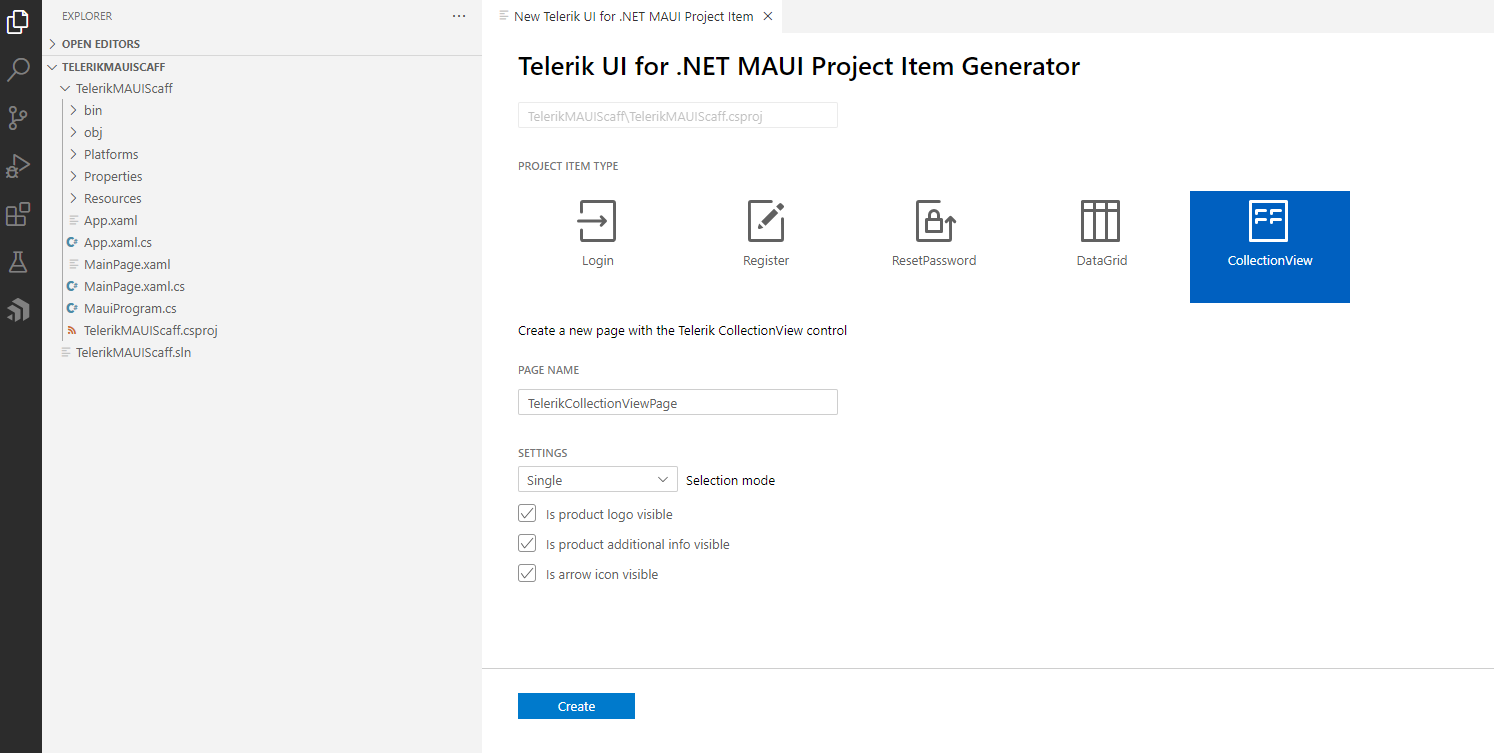 EXPLORER
OPEN EDITORS
TELERIKMAUISCAFF
TelerikMAUIScaff
bin
obj
Platforms
Properties
Resources
App.xaml
C# App.xaml.cs
MainPage.xaml
C# MainPage.xaml.cs
C# MauiProgram.cs
TelerikMAUIScaff.csproj
TelerikMAUIScaff.sln
New Telerik UI for .NET MAUI Project Item
Telerik UI for .NET MAUI Project Item Generator
TelerikMAUIScaff\TelerikMAUIScaff.csproj
PROJECT ITEM TYPE
Login Register ResetPassword DataGrid CollectionView
Create a new page with the Telerik CollectionView control
PAGE NAME
TelerikCollectionViewPage
SETTINGS
Single Selection mode
Is product logo visible
Is product additional info visible
Is arrow icon visible
Create